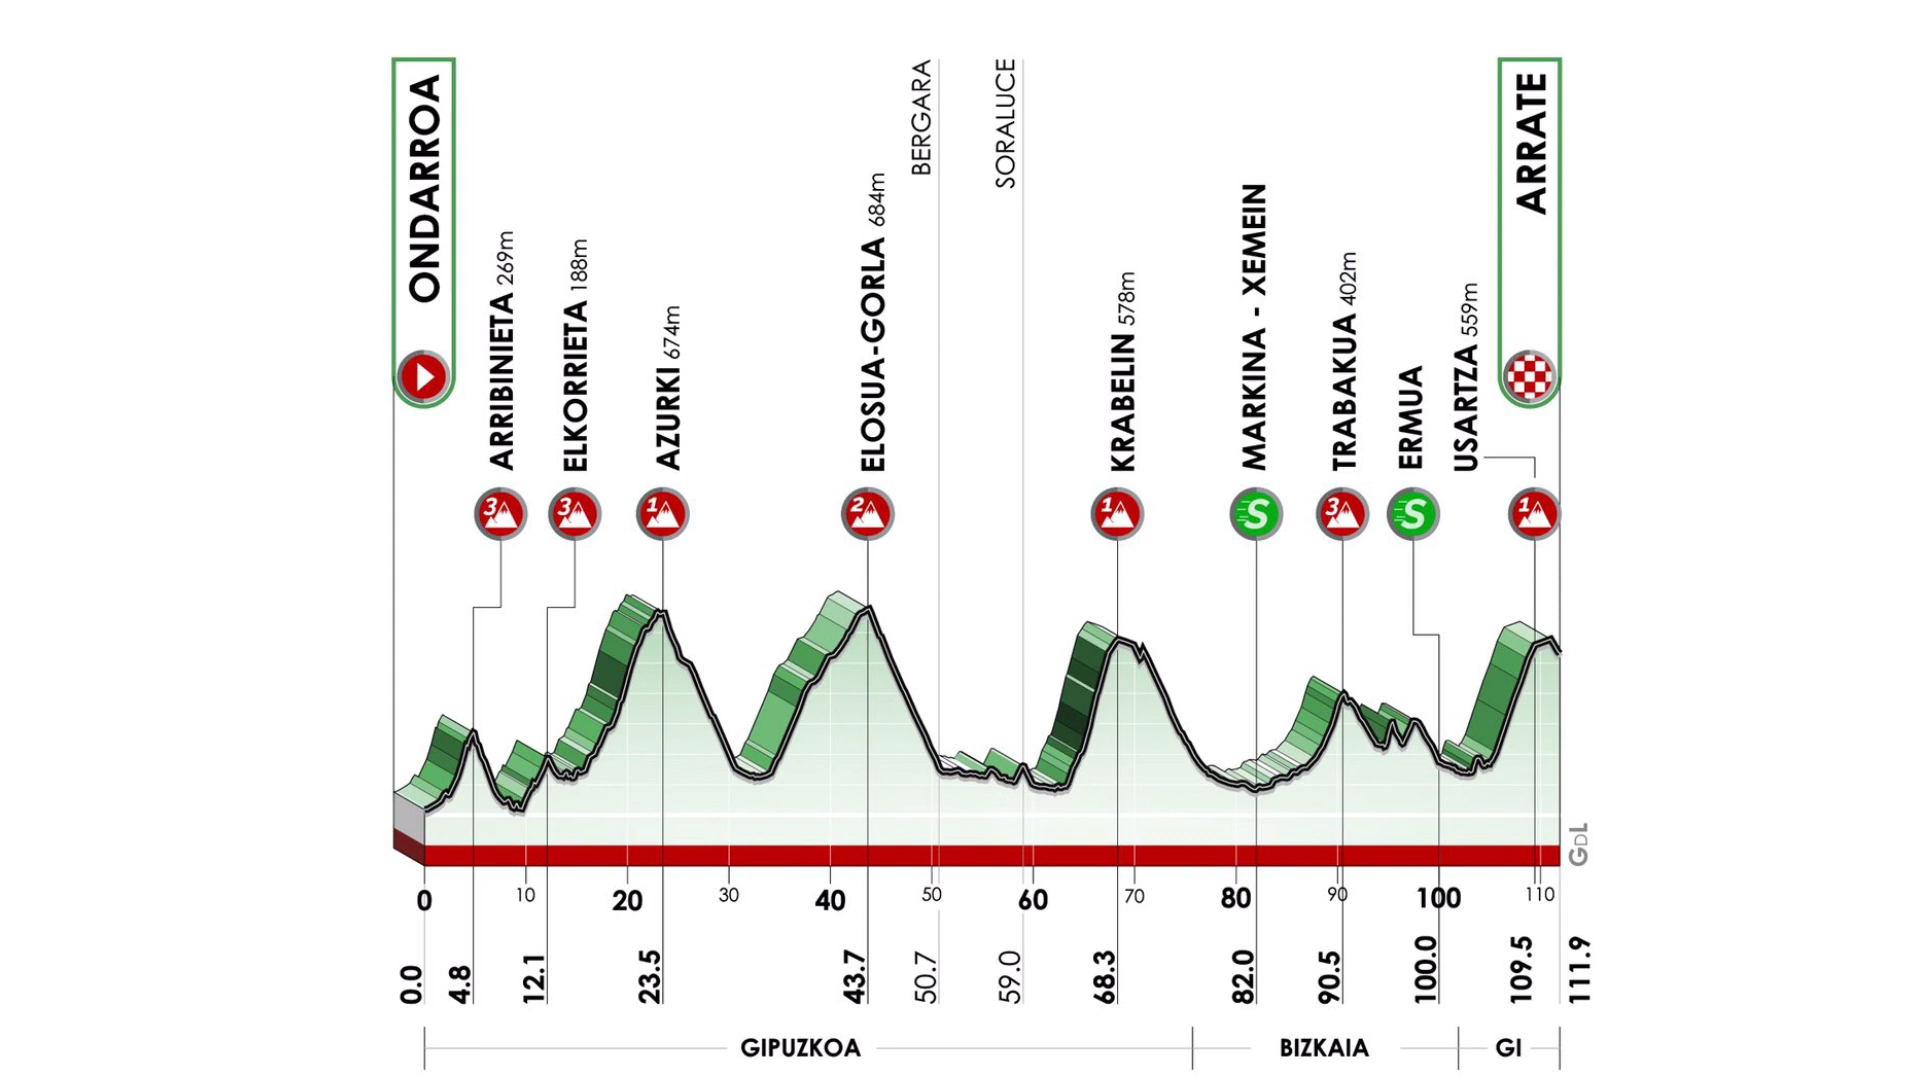 ONDARROA
ARRIBINIETA 269m
ELKORRIETA 188m
AZURKI 674m
ELOSUA-GORLA 684m
BERGARA
SORALUCE
KRABELIN 578m
MARKINA - XEMEIN
TRABAKUA 402m
ERMUA
USARTZA 559m
ARRATE
3
3
1
2
1
S
3
S
1
GDL
0 10 20 30 40 50 60 70 80 90 100 110
0.0
4.8
12.1
23.5
43.7
50.7
59.0
68.3
82.0
90.5
100.0
109.5
111.9
GIPUZKOA BIZKAIA GI